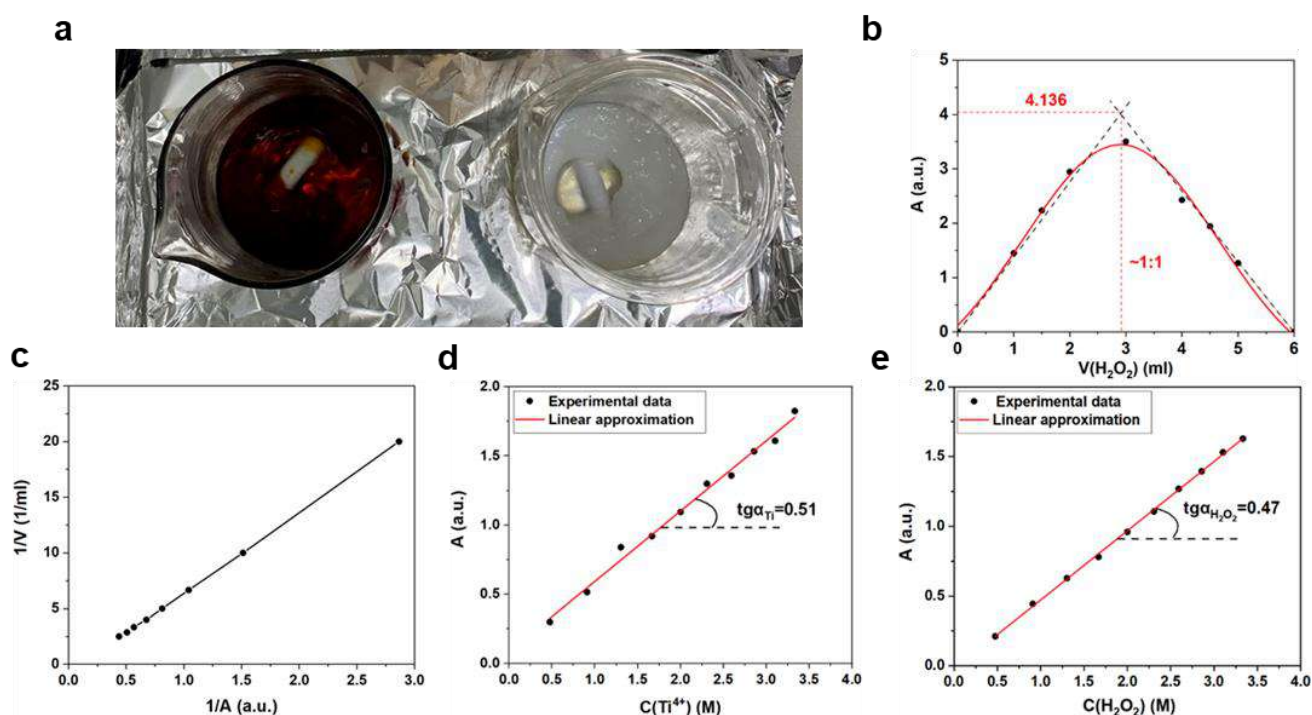 a
b
5
4
3
2
1
0
A (a.u.)
4.136
~1:1
0 1 2 3 4 5 6
V(H₂O₂) (ml)
c
25
20
15
10
5
0
1/V (1/ml)
0.0 0.5 1.0 1.5 2.0 2.5 3.0
1/A (a.u.)
d
2.0
1.5
1.0
0.5
0.0
A (a.u.)
Experimental data
Linear approximation
tgα_Ti=0.51
0.0 0.5 1.0 1.5 2.0 2.5 3.0 3.5 4.0
C(Ti⁴⁺) (M)
e
2.0
1.5
1.0
0.5
0.0
A (a.u.)
Experimental data
Linear approximation
tgα_H₂O₂=0.47
0.0 0.5 1.0 1.5 2.0 2.5 3.0 3.5 4.0
C(H₂O₂) (M)